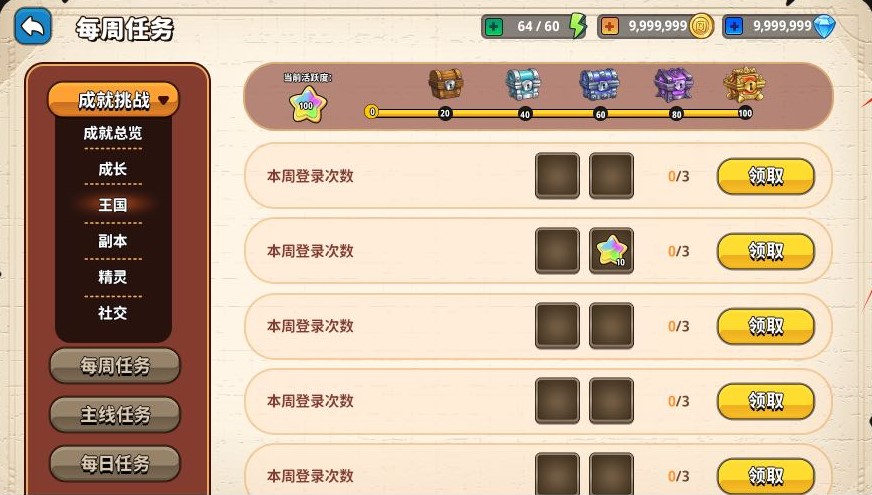 每周任务
64 / 60
9,999,999
9,999,999
成就挑战
成就总览
成长
王国
副本
精灵
社交
每周任务
主线任务
每日任务
当前活跃度:
100
0
20
40
60
80
100
本周登录次数
0/3
领取
本周登录次数
10
0/3
领取
本周登录次数
0/3
领取
本周登录次数
0/3
领取
本周登录次数
0/3
领取